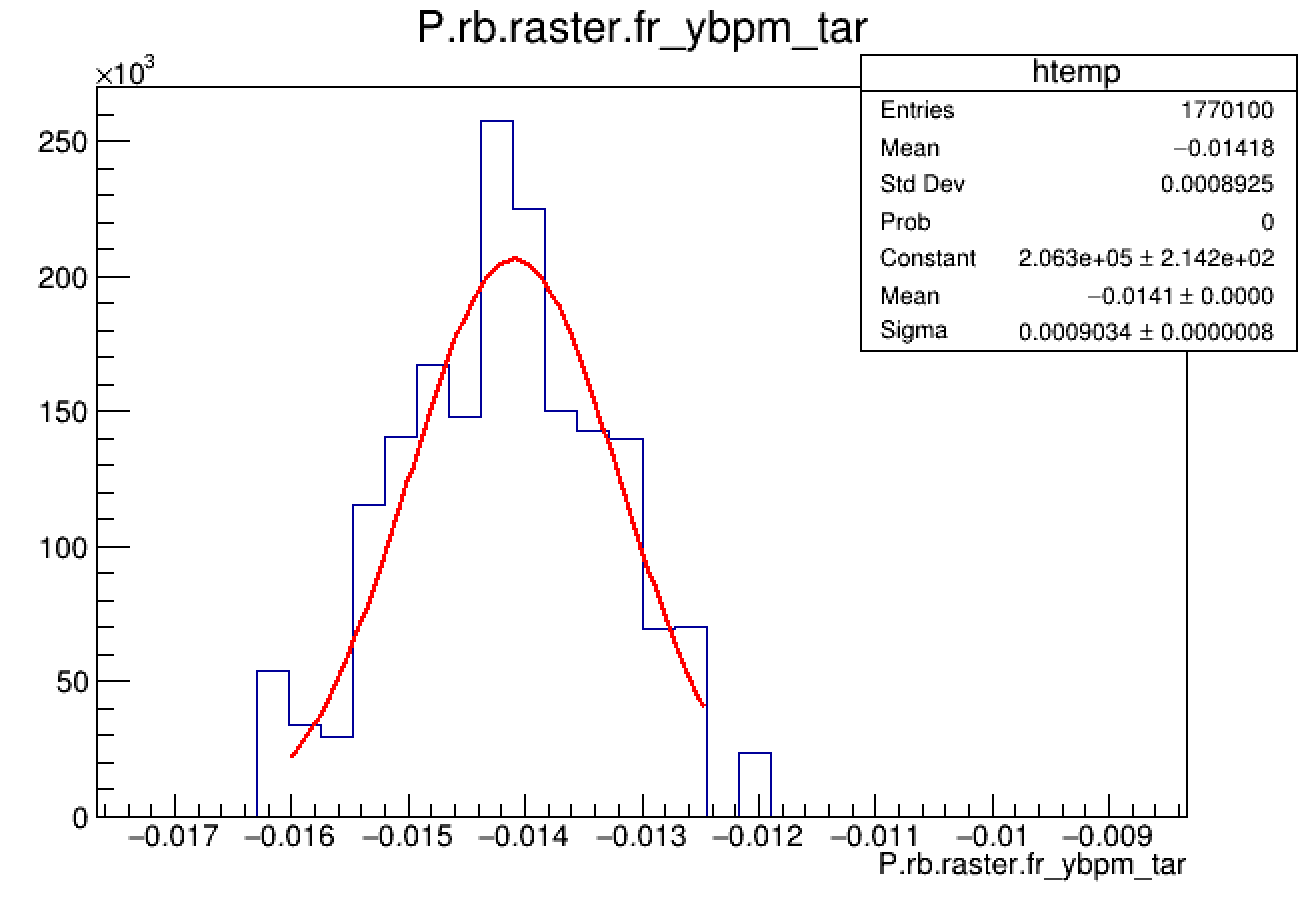 P.rb.raster.fr_ybpm_tar
×10³
htemp
Entries 1770100
Mean −0.01418
Std Dev 0.0008925
Prob 0
Constant 2.063e+05 ± 2.142e+02
Mean −0.0141 ± 0.0000
Sigma 0.0009034 ± 0.0000008
250
200
150
100
50
0
−0.017 −0.016 −0.015 −0.014 −0.013 −0.012 −0.011 −0.01 −0.009
P.rb.raster.fr_ybpm_tar